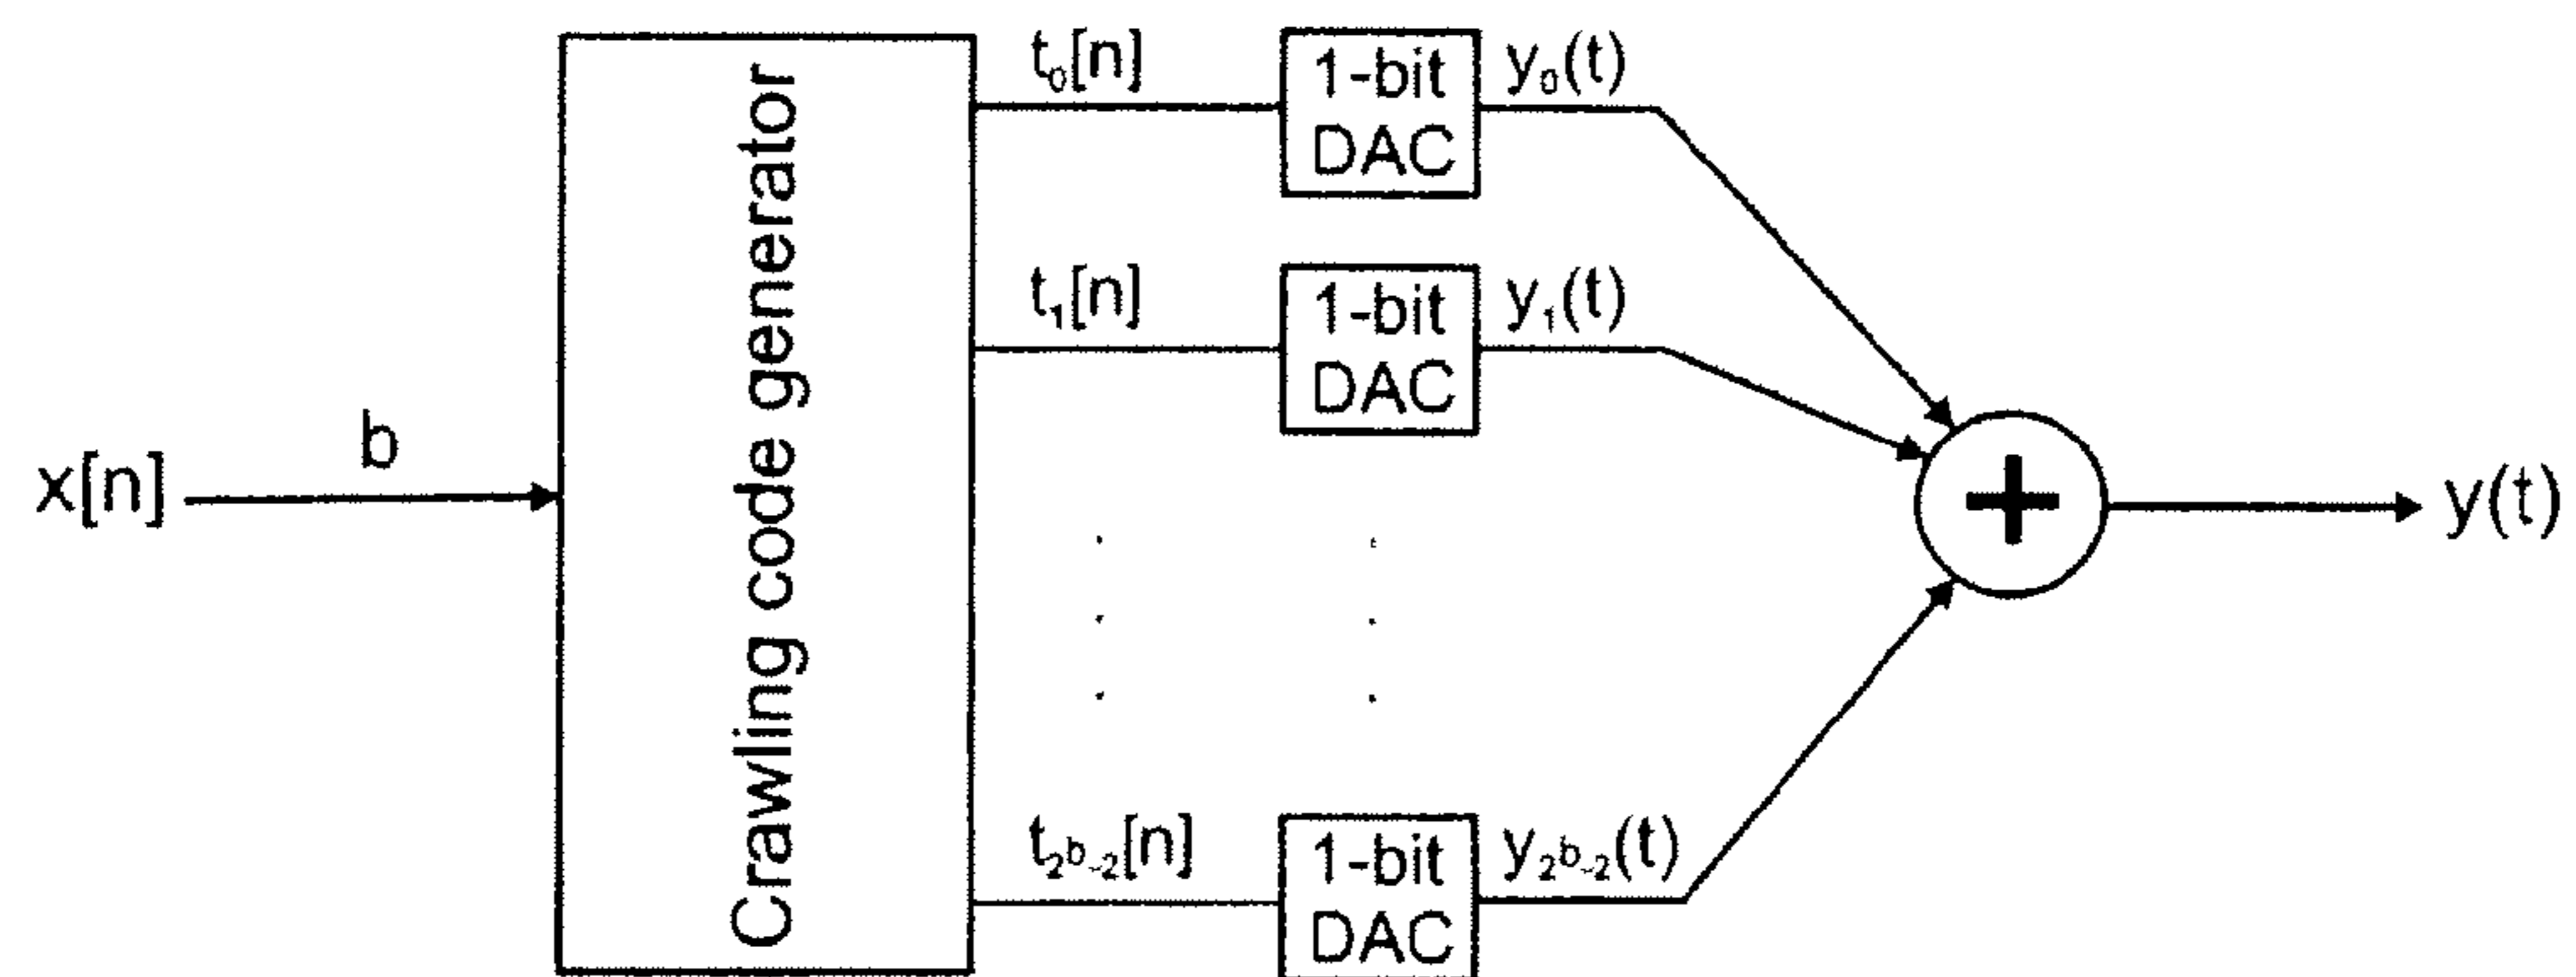 t₀[n]
1-bit
DAC
y₀(t)
Crawling code generator
t₁[n]
1-bit
DAC
y₁(t)
x[n]
b
+
y(t)
t₂b₋₂[n]
1-bit
DAC
y₂b₋₂(t)